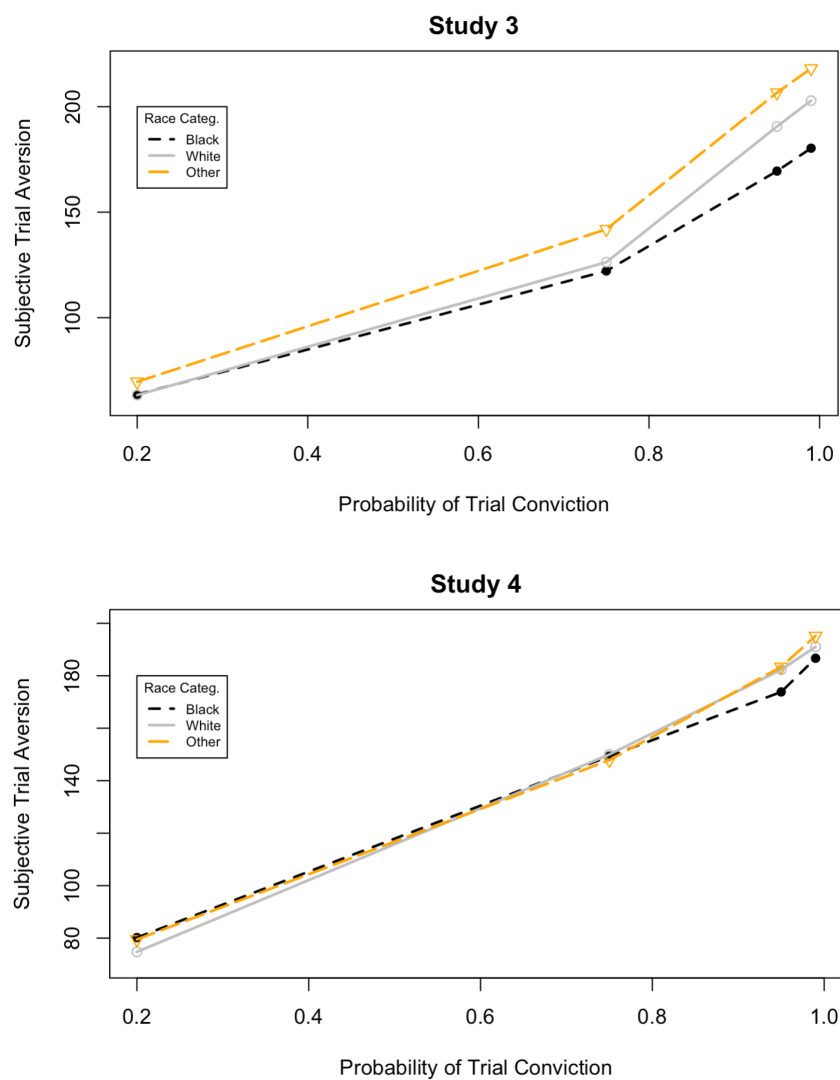 Study 3
Subjective Trial Aversion
200
150
100
Race Categ.
Black
White
Other
0.2 0.4 0.6 0.8 1.0
Probability of Trial Conviction
Study 4
Subjective Trial Aversion
180
140
100
80
Race Categ.
Black
White
Other
0.2 0.4 0.6 0.8 1.0
Probability of Trial Conviction